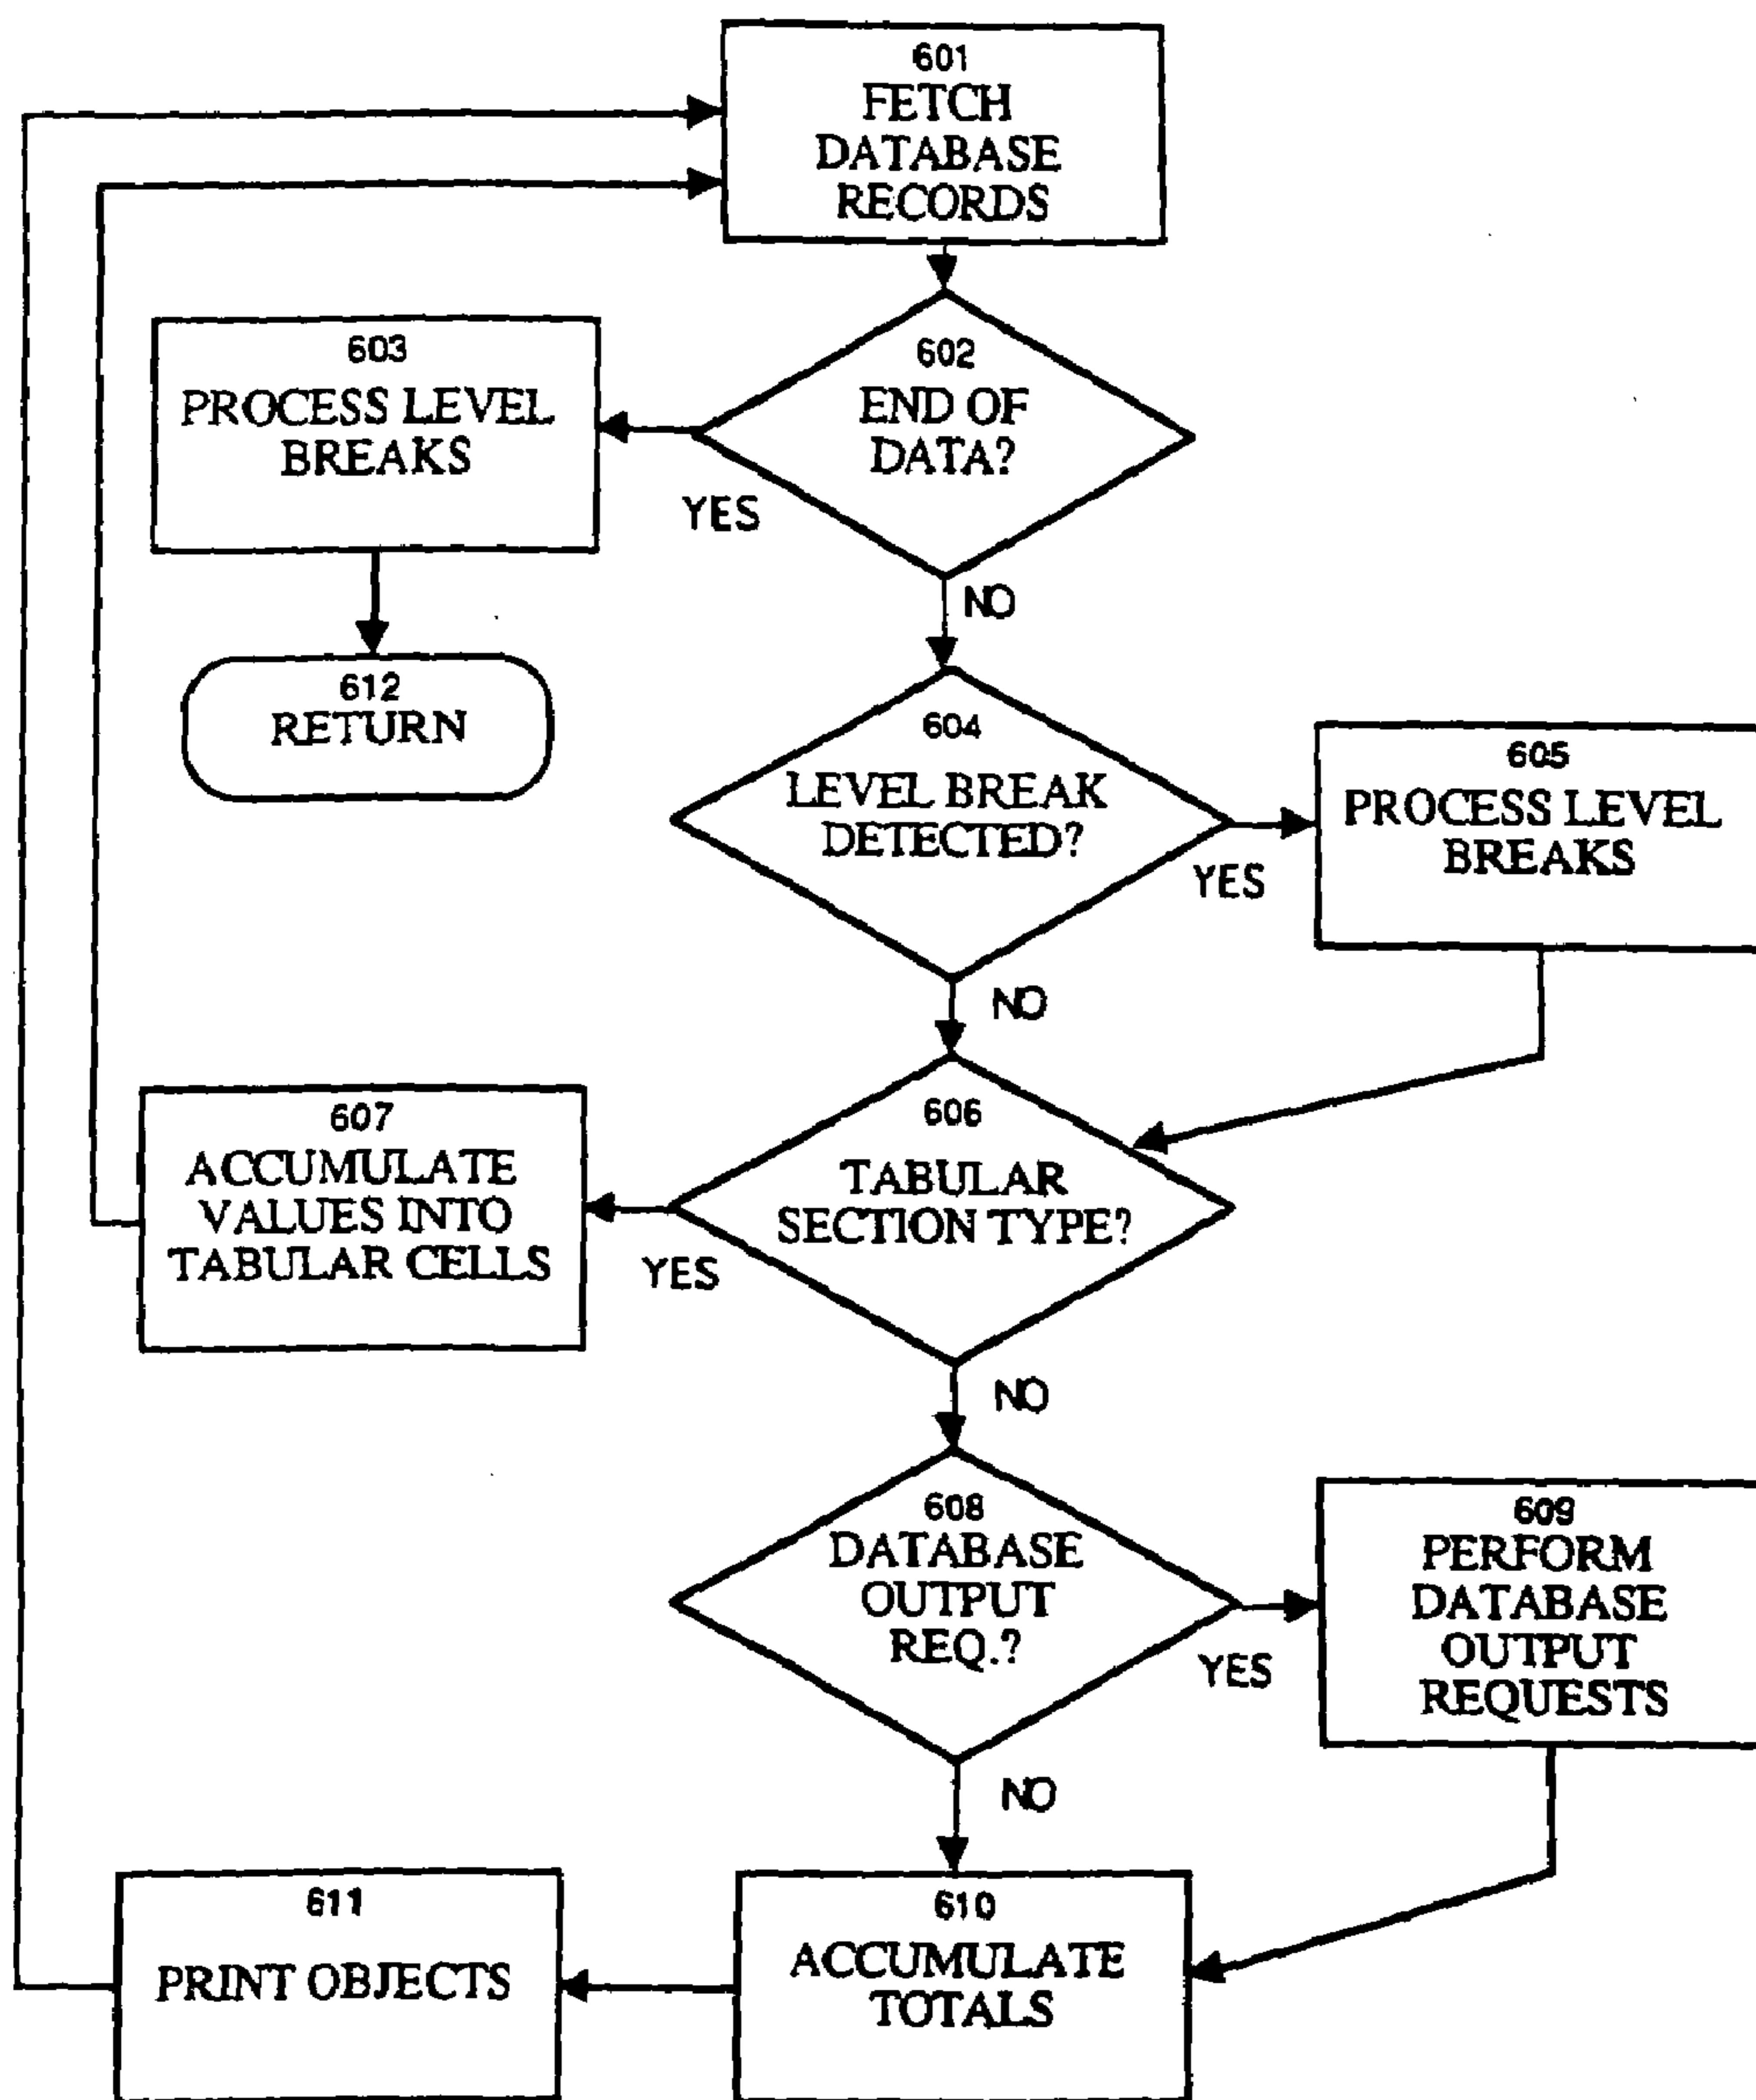 601
FETCH
DATABASE
RECORDS
602
END OF
DATA?
YES
NO
603
PROCESS LEVEL
BREAKS
612
RETURN
604
LEVEL BREAK
DETECTED?
YES
NO
605
PROCESS LEVEL
BREAKS
606
TABULAR
SECTION TYPE?
YES
NO
607
ACCUMULATE
VALUES INTO
TABULAR CELLS
608
DATABASE
OUTPUT
REQ.?
YES
NO
609
PERFORM
DATABASE
OUTPUT
REQUESTS
610
ACCUMULATE
TOTALS
611
PRINT OBJECTS